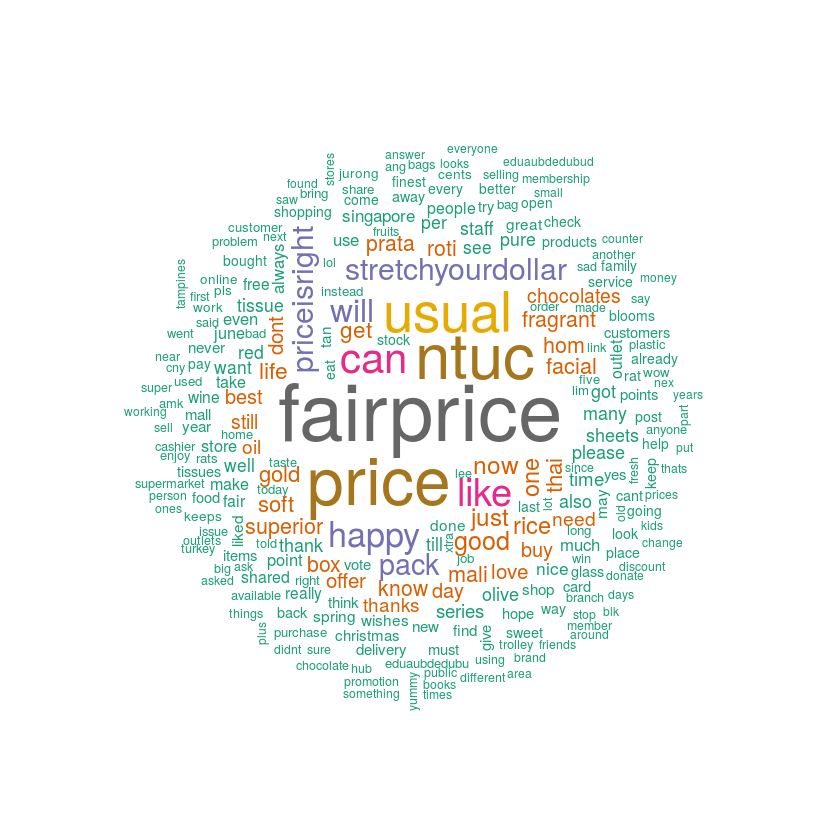 everyone
answer
ang bags looks eduaubdedubud
stores jurong cents selling membership
found share finest every better small
saw bring come away try bag open
shopping singapore people per staff great check
customer fruits use prata roti see pure products counter
problem next always priceisright lol stretchyourdollar another
bought sad family
tampines online free instead will usual chocolates service money
first pls tissue order made say
work even fragrant blooms
said june bad dont tan get can stock ntuc hom link customers
went never red life eat facial outlet plastic
near pay want already
cny take fairprice five rat wow
super used wine best lim got points nex years
amk mall still many post part
working year anyone
sell home store oil price like now one thai sheets help put
cashier well taste since please keep thats
enjoy rats gold lee time yes fresh
tissues today
supermarket make soft last lot also may cant prices
person food fair old going
ones keeps liked superior happy just rice need kids
issue done long look change
outlets told thank till xtra good buy much place
turkey items point box vote pack job win discount
big ask shared right offer mali love nice glass donate
asked know day olive shop card
available really think thanks series branch days
things back spring wishes hope way stop blk
plus purchase christmas new find give sweet member around
didnt sure delivery must trolley friends
chocolate hub eduaubdedubu using brand
promotion yummy public different area
something books
times